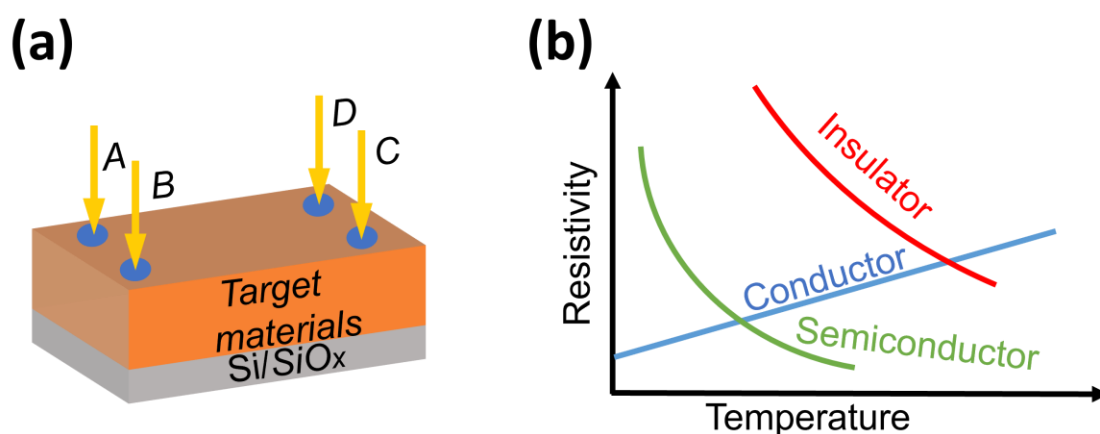 (a)
A
B
D
C
Target
materials
Si/SiOx
(b)
Resistivity
Insulator
Conductor
Semiconductor
Temperature